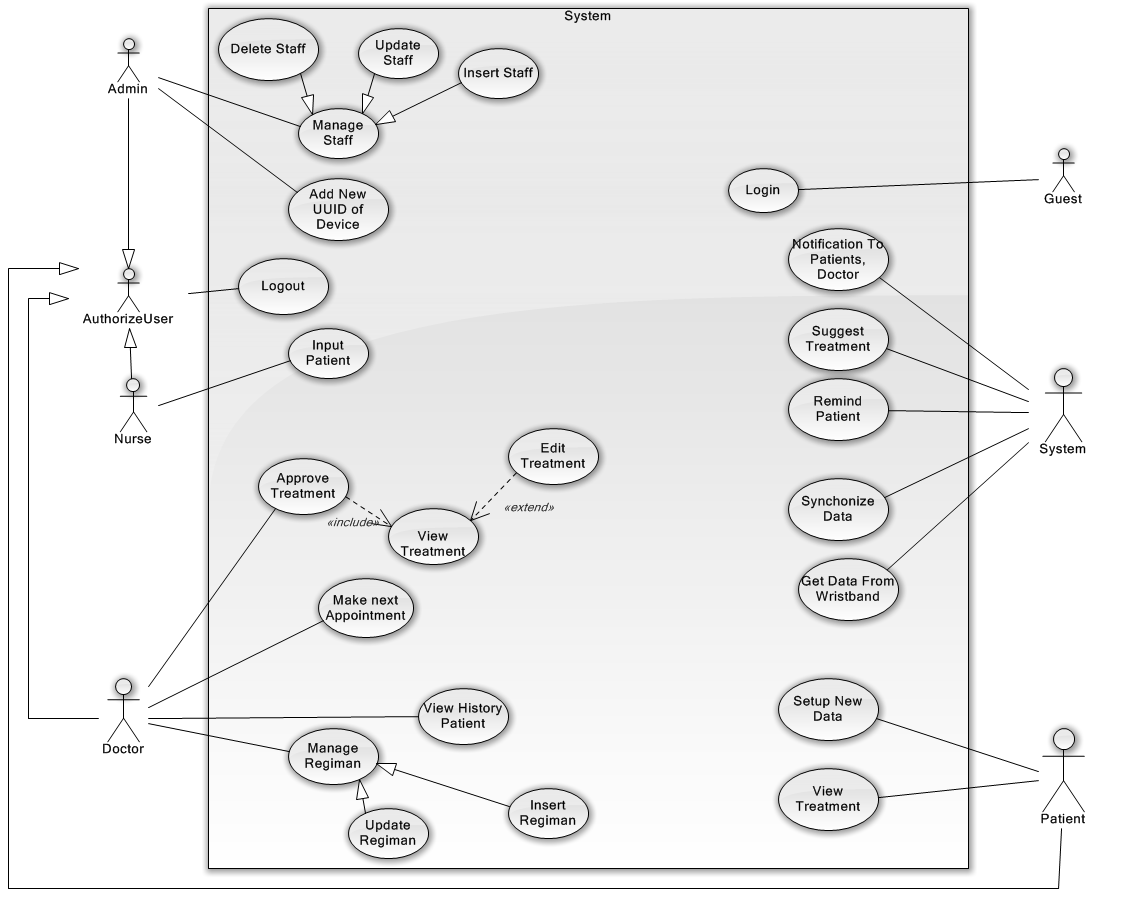 System
Delete Staff
Update
Staff
Insert Staff
Admin
Manage
Staff
Login
Guest
Add New
UUID of
Device
Notification To
Patients,
Doctor
Logout
AuthorizeUser
Suggest
Treatment
Input
Patient
Remind
Patient
Nurse
System
Edit
Treatment
Approve
Treatment
«include»
«extend»
View
Treatment
Synchonize
Data
Get Data From
Wristband
Make next
Appointment
View History
Patient
Setup New
Data
Doctor
Manage
Regiman
View
Treatment
Insert
Regiman
Patient
Update
Regiman